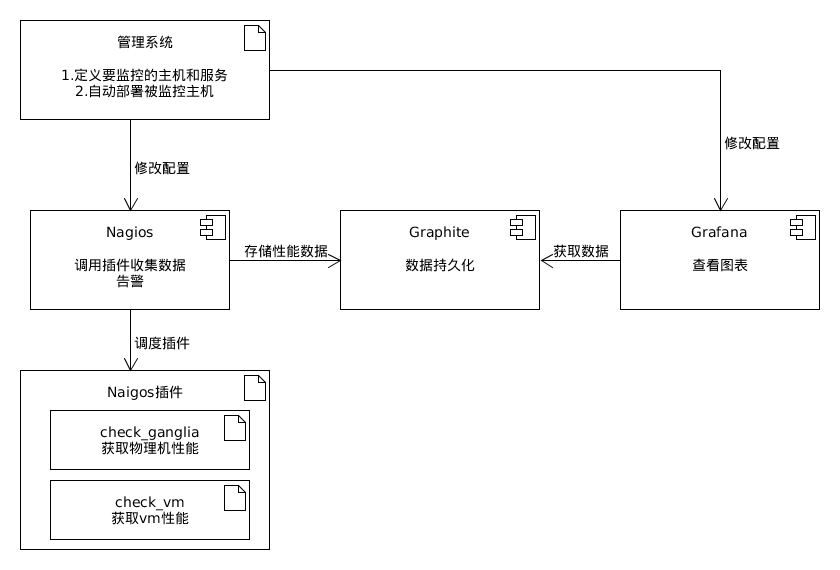 管理系统
1.定义要监控的主机和服务
2.自动部署被监控主机
修改配置
修改配置
Nagios
调用插件收集数据
告警
存储性能数据
Graphite
数据持久化
获取数据
Grafana
查看图表
调度插件
Naigos插件
check_ganglia
获取物理机性能
check_vm
获取vm性能